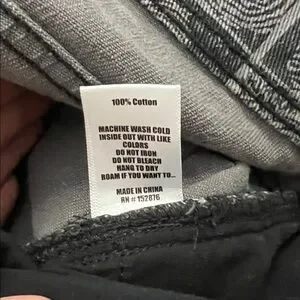 100% Cotton
MACHINE WASH COLD
INSIDE OUT WITH LIKE
COLORS
DO NOT IRON
DO NOT BLEACH
HANG TO DRY
ROAM IF YOU WANT TO...
MADE IN CHINA
RN # 152876